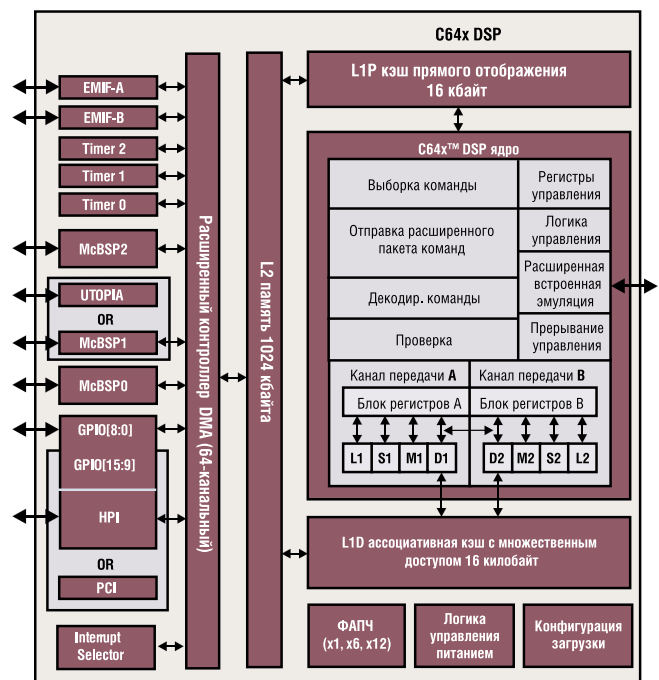 C64x DSP
EMIF-A
EMIF-B
Timer 2
Timer 1
Timer 0
McBSP2
UTOPIA
OR
McBSP1
McBSP0
GPIO[8:0]
GPIO[15:9]
HPI
OR
PCI
Interrupt
Selector
Расширенный контроллер DMA (64-канальный)
L2 память 1024 кбайта
L1P кэш прямого отображения
16 кбайт
C64x™ DSP ядро
Выборка команды
Отправка расширенного
пакета команд
Декодир. команды
Проверка
Регистры
управления
Логика
управления
Расширенная
встроенная
эмуляция
Прерывание
управления
Канал передачи A
Канал передачи B
Блок регистров A
Блок регистров B
L1 S1 M1 D1
D2 M2 S2 L2
L1D ассоциативная кэш с множественным
доступом 16 килобайт
ФАПЧ
(x1, x6, x12)
Логика
управления
питанием
Конфигурация
загрузки